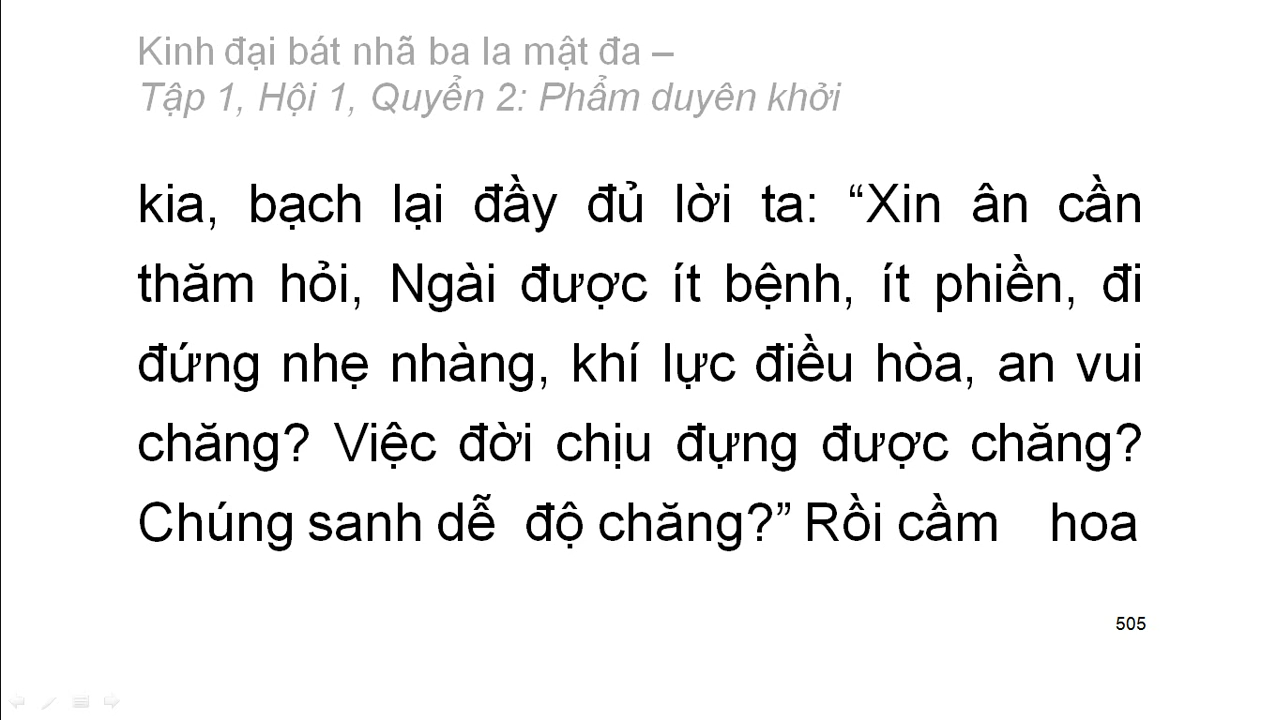 Kinh đại bát nhã ba la mật đa –
Tập 1, Hội 1, Quyển 2: Phẩm duyên khởi
kia, bạch lại đầy đủ lời ta: “Xin ân cần
thăm hỏi, Ngài được ít bệnh, ít phiền, đi
đứng nhẹ nhàng, khí lực điều hòa, an vui
chăng? Việc đời chịu đựng được chăng?
Chúng sanh dễ độ chăng?” Rồi cầm hoa
505